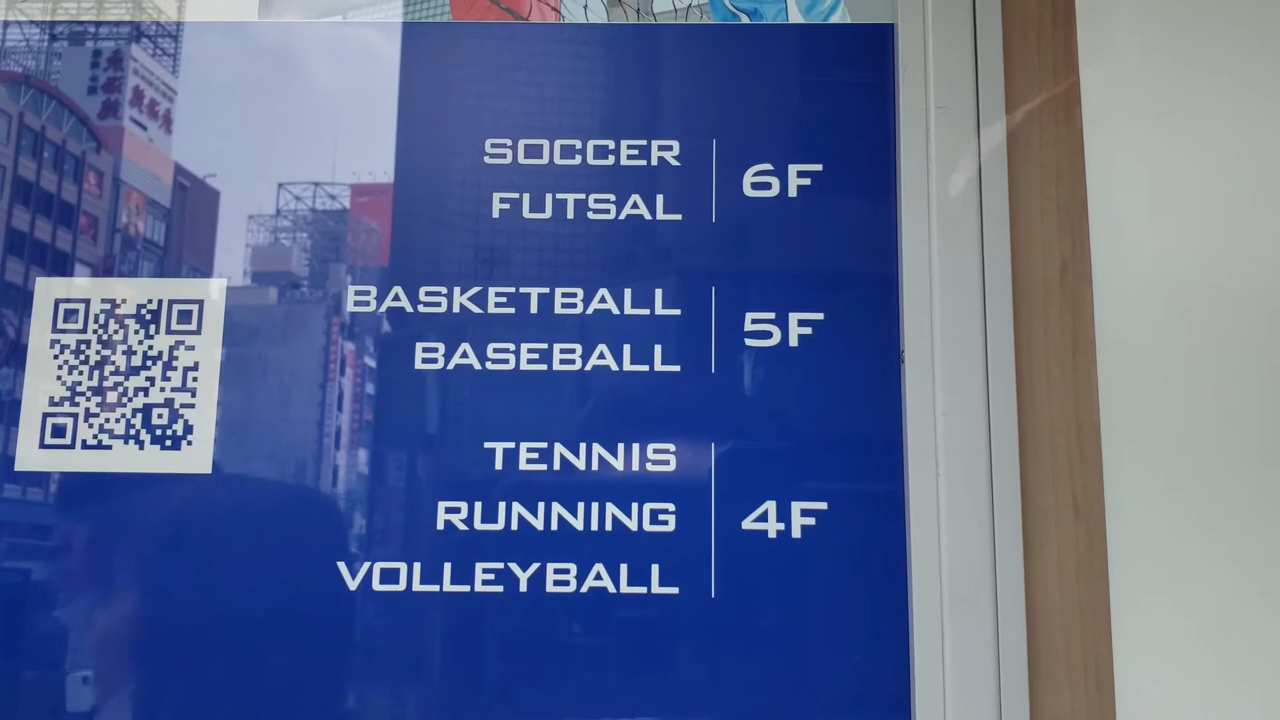 SOCCER
FUTSAL
6F
BASKETBALL
BASEBALL
5F
TENNIS
RUNNING
VOLLEYBALL
4F